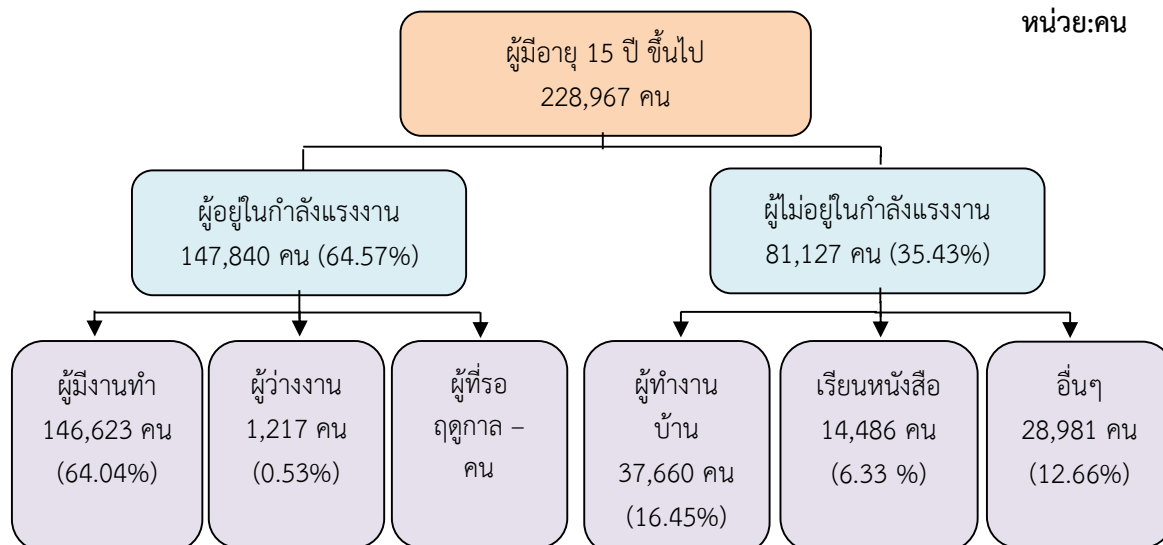 หน่วย:คน
ผู้มีอายุ 15 ปี ขึ้นไป
228,967 คน
ผู้อยู่ในกำลังแรงงาน
147,840 คน (64.57%)
ผู้ไม่อยู่ในกำลังแรงงาน
81,127 คน (35.43%)
ผู้มีงานทำ
146,623 คน
(64.04%)
ผู้ว่างงาน
1,217 คน
(0.53%)
ผู้ที่รอ
ฤดูกาล –
คน
ผู้ทำงาน
บ้าน
37,660 คน
(16.45%)
เรียนหนังสือ
14,486 คน
(6.33 %)
อื่นๆ
28,981 คน
(12.66%)